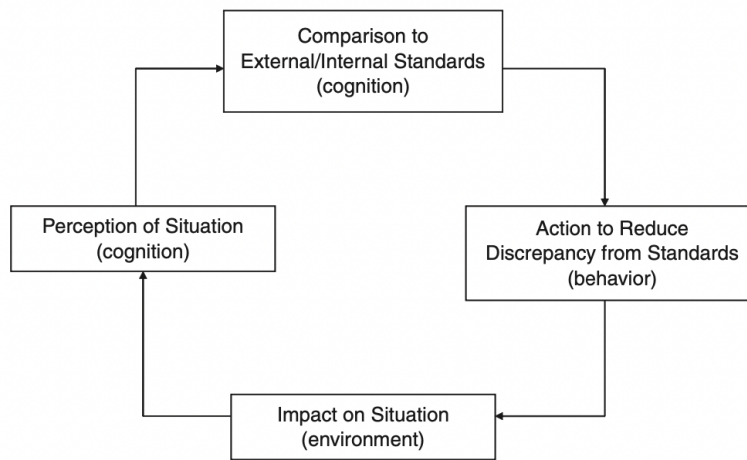 Comparison to
External/Internal Standards
(cognition)
Perception of Situation
(cognition)
Action to Reduce
Discrepancy from Standards
(behavior)
Impact on Situation
(environment)